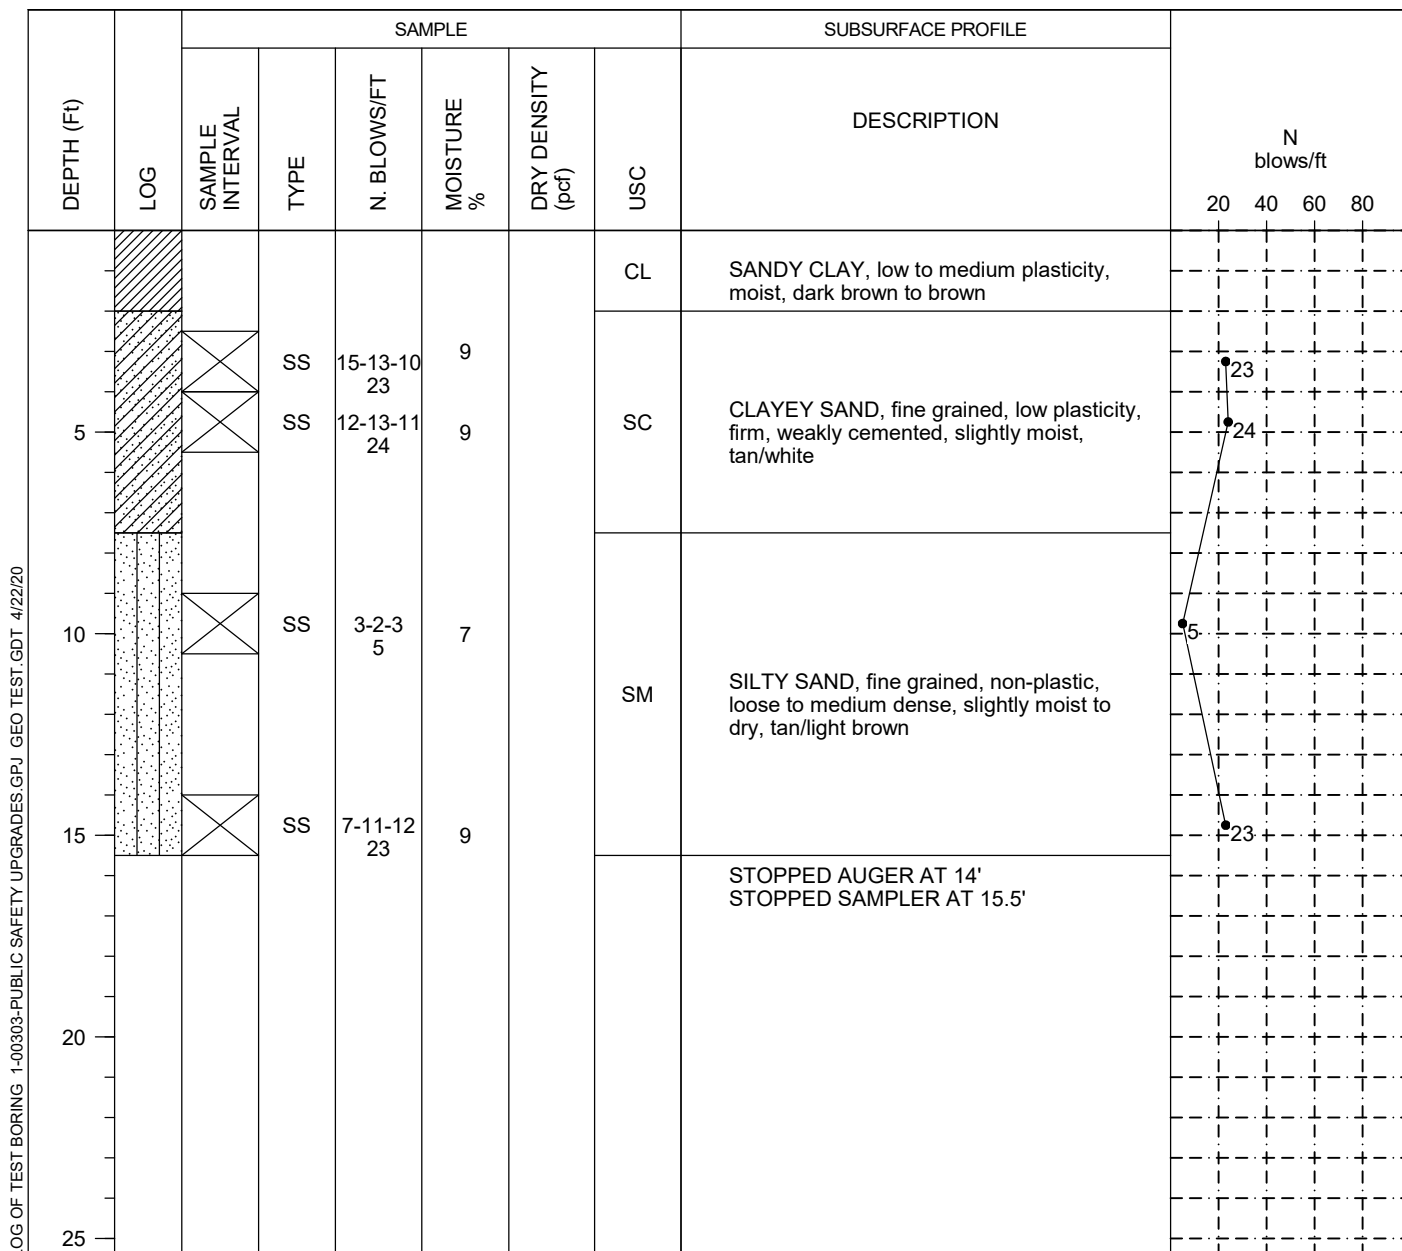 SAMPLE
SUBSURFACE PROFILE
DEPTH (Ft)
LOG
SAMPLE
INTERVAL
TYPE
N. BLOWS/FT
MOISTURE
%
DRY DENSITY
(pcf)
USC
DESCRIPTION
N
blows/ft
20 40 60 80
CL
SANDY CLAY, low to medium plasticity,
moist, dark brown to brown
SS
15-13-10
23
9
23
5
SS
12-13-11
24
9
SC
CLAYEY SAND, fine grained, low plasticity,
firm, weakly cemented, slightly moist,
tan/white
24
10
SS
3-2-3
5
7
5
SM
SILTY SAND, fine grained, non-plastic,
loose to medium dense, slightly moist to
dry, tan/light brown
15
SS
7-11-12
23
9
23
STOPPED AUGER AT 14'
STOPPED SAMPLER AT 15.5'
20
25
OG OF TEST BORING 1-00303-PUBLIC SAFETY UPGRADES.GPJ GEO TEST.GDT 4/22/20